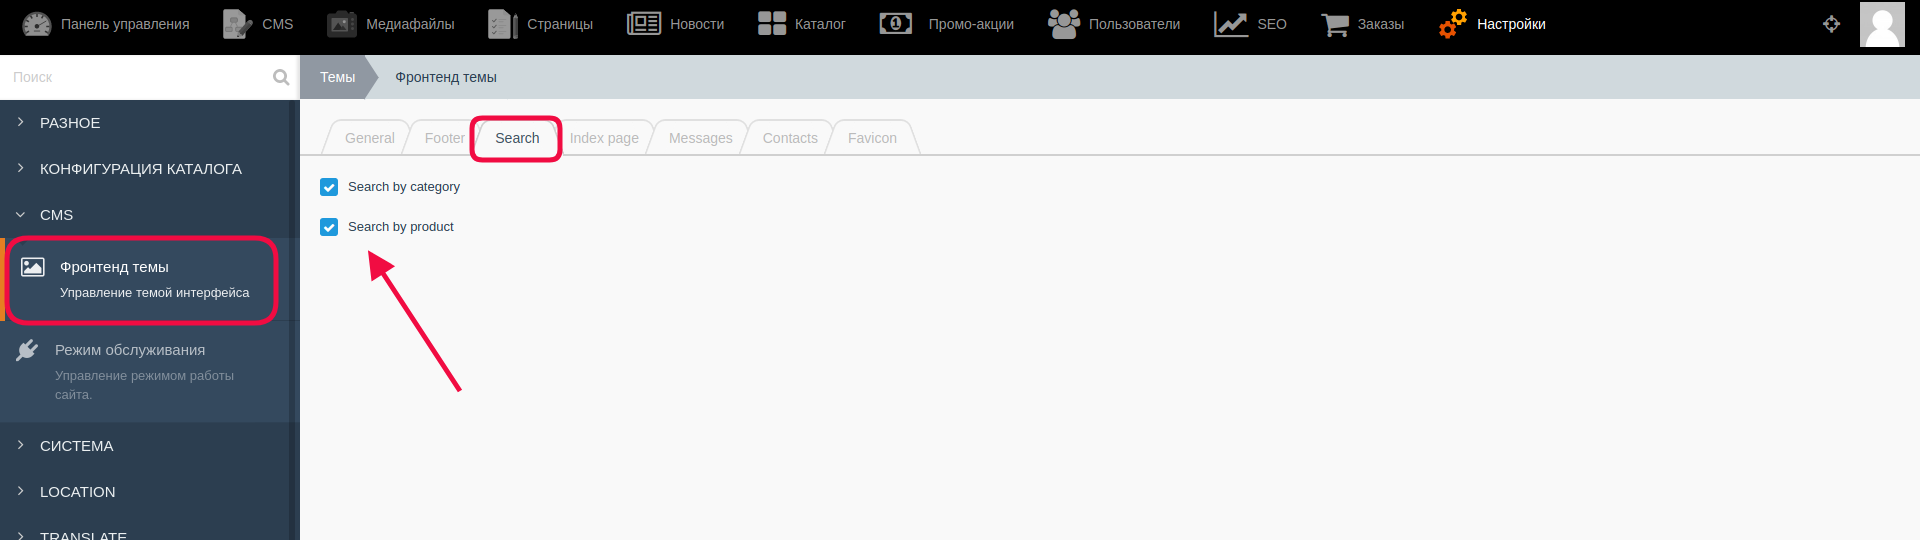 Панель управления CMS Медиафайлы Страницы Новости Каталог Промо-акции Пользователи SEO Заказы Настройки
Поиск
Темы Фронтенд темы
General Footer Search Index page Messages Contacts Favicon
Search by category
Search by product
РАЗНОЕ
КОНФИГУРАЦИЯ КАТАЛОГА
CMS
Фронтенд темы
Управление темой интерфейса
Режим обслуживания
Управление режимом работы
сайта.
СИСТЕМА
LOCATION
TRANSLATE